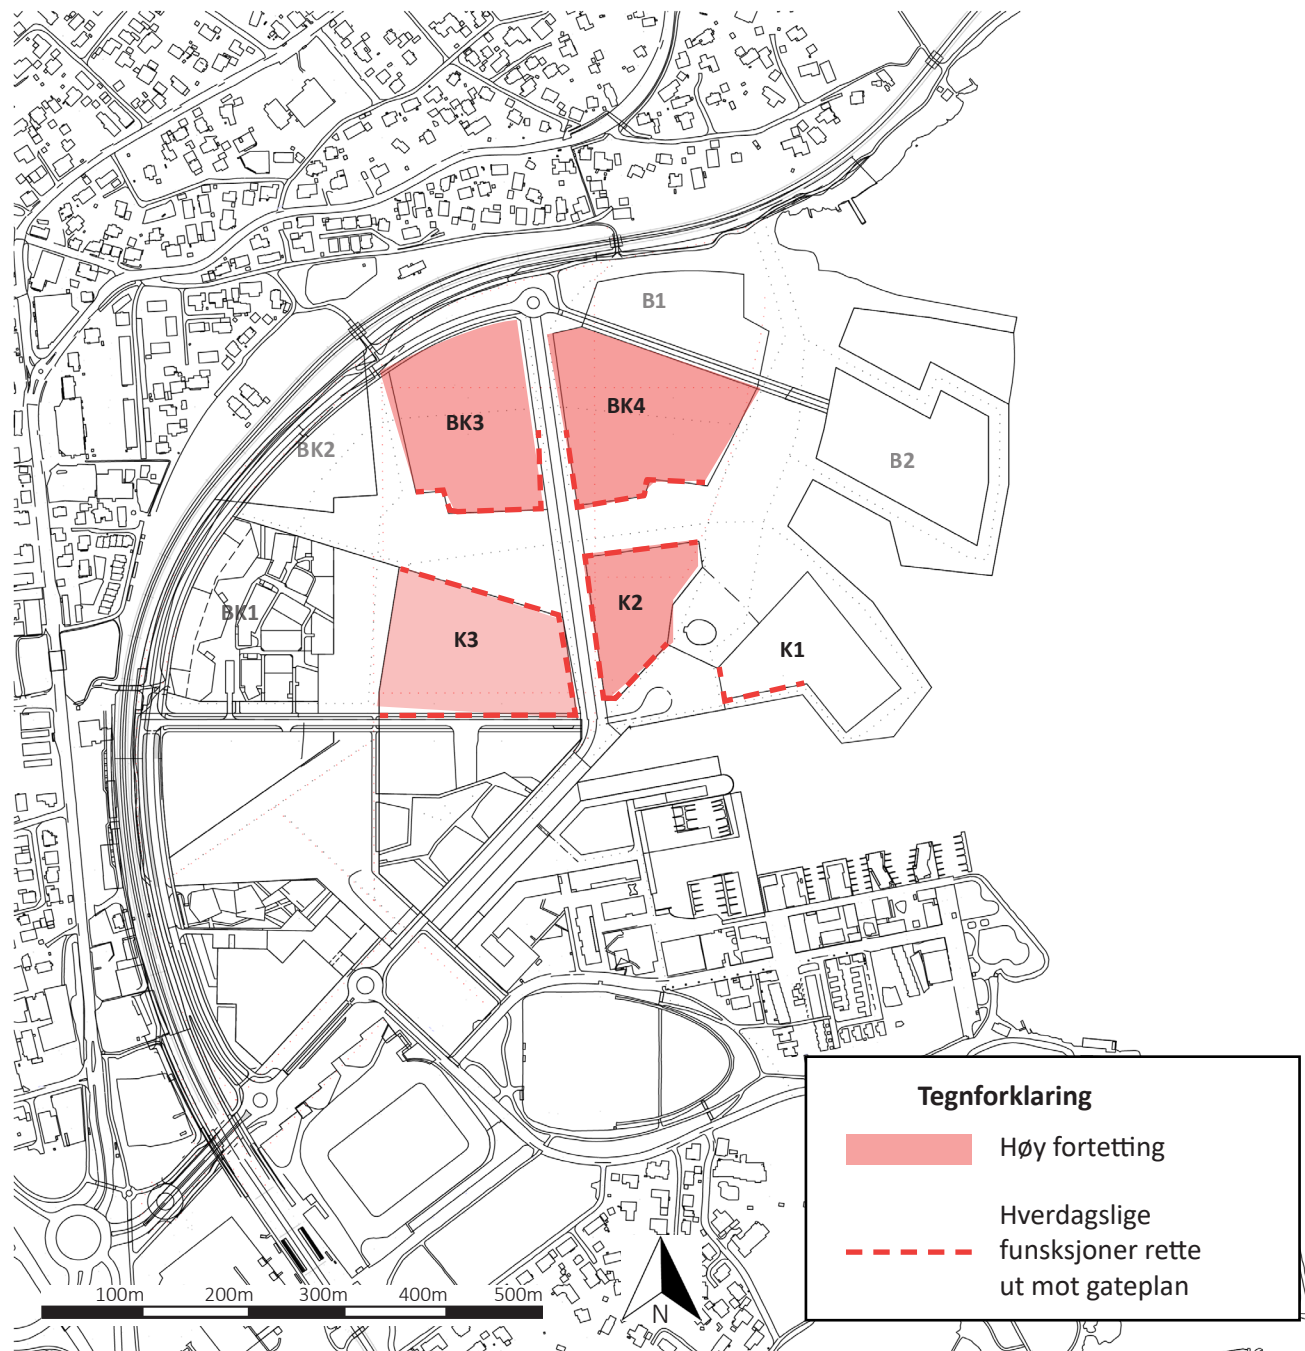 B1
BK4
BK3
BK2
B2
K2
BK1
K3
K1
Tegnforklaring
Høy fortetting
Hverdagslige
funsksjoner rette
ut mot gateplan
100m 200m 300m 400m 500m
N